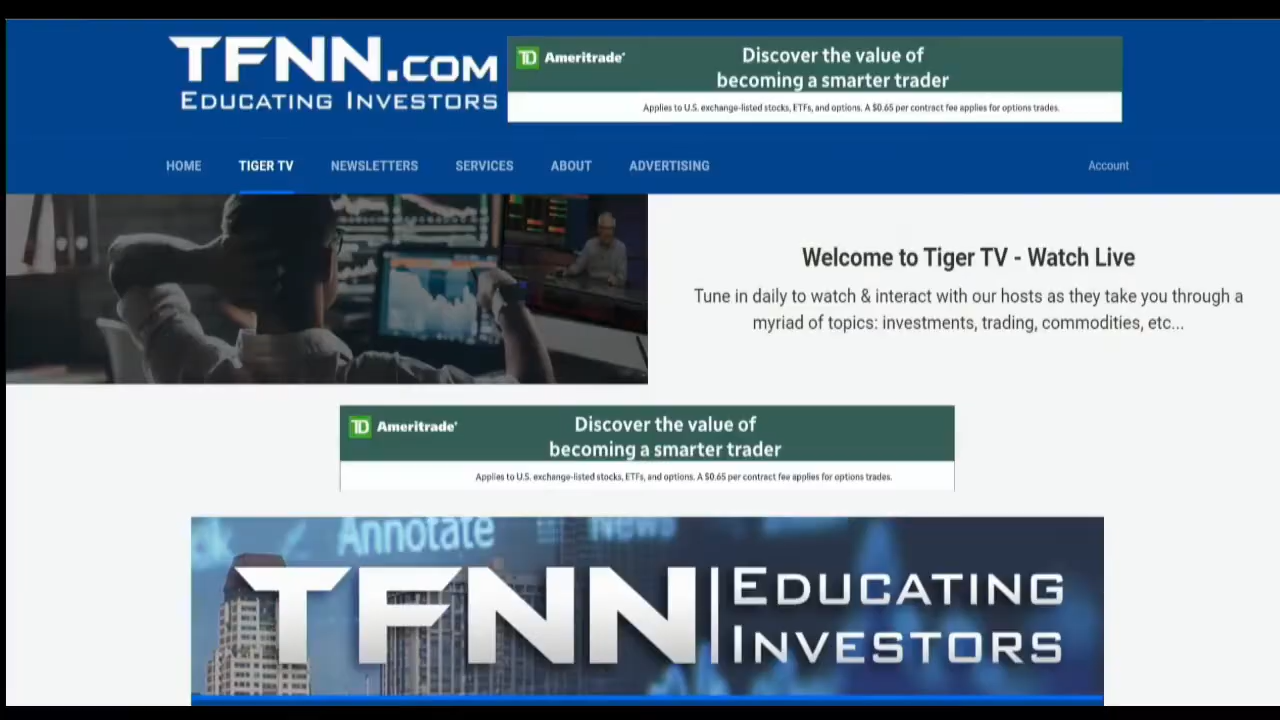 TFNN.COM
EDUCATING INVESTORS
TD Ameritrade®
Discover the value of
becoming a smarter trader
Applies to U.S. exchange-listed stocks, ETFs, and options. A $0.65 per contract fee applies for options trades.
HOME TIGER TV NEWSLETTERS SERVICES ABOUT ADVERTISING Account
Welcome to Tiger TV - Watch Live
Tune in daily to watch & interact with our hosts as they take you through a
myriad of topics: investments, trading, commodities, etc...
TD Ameritrade®
Discover the value of
becoming a smarter trader
Applies to U.S. exchange-listed stocks, ETFs, and options. A $0.65 per contract fee applies for options trades.
Annotate News
TFNN
EDUCATING
INVESTORS